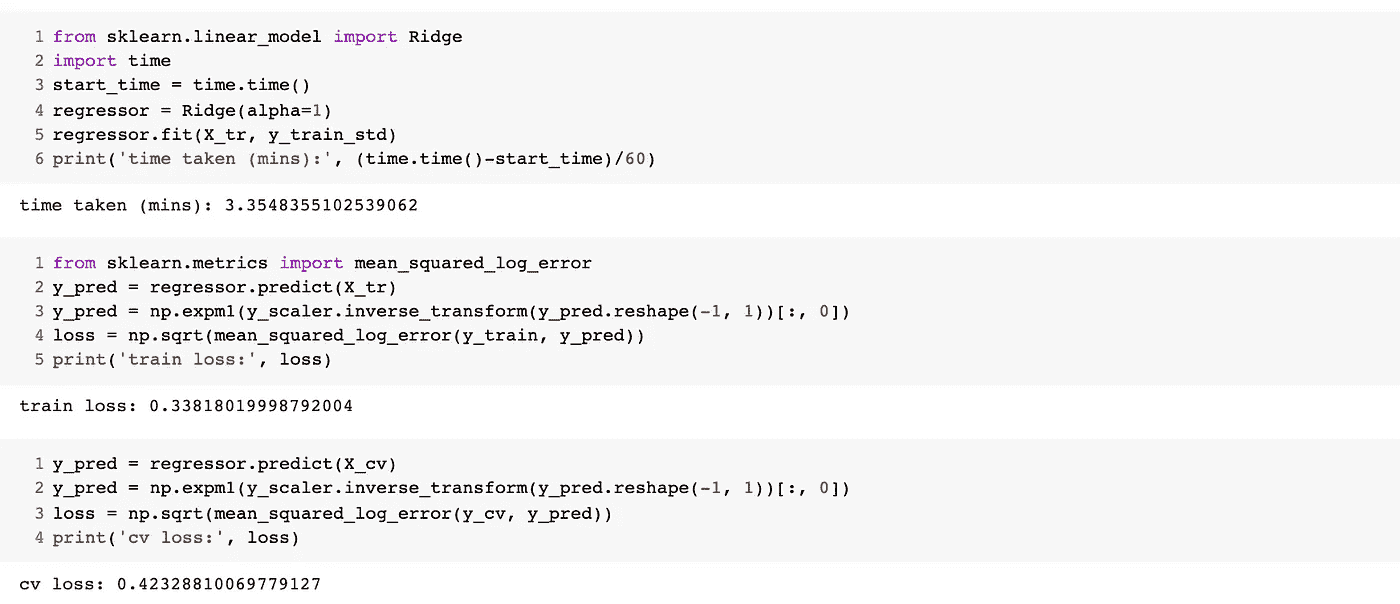 1 from sklearn.linear_model import Ridge
2 import time
3 start_time = time.time()
4 regressor = Ridge(alpha=1)
5 regressor.fit(X_tr, y_train_std)
6 print('time taken (mins):', (time.time()-start_time)/60)
time taken (mins): 3.3548355102539062
1 from sklearn.metrics import mean_squared_log_error
2 y_pred = regressor.predict(X_tr)
3 y_pred = np.expm1(y_scaler.inverse_transform(y_pred.reshape(-1, 1))[:, 0])
4 loss = np.sqrt(mean_squared_log_error(y_train, y_pred))
5 print('train loss:', loss)
train loss: 0.33818019998792004
1 y_pred = regressor.predict(X_cv)
2 y_pred = np.expm1(y_scaler.inverse_transform(y_pred.reshape(-1, 1))[:, 0])
3 loss = np.sqrt(mean_squared_log_error(y_cv, y_pred))
4 print('cv loss:', loss)
cv loss: 0.42328810069779127